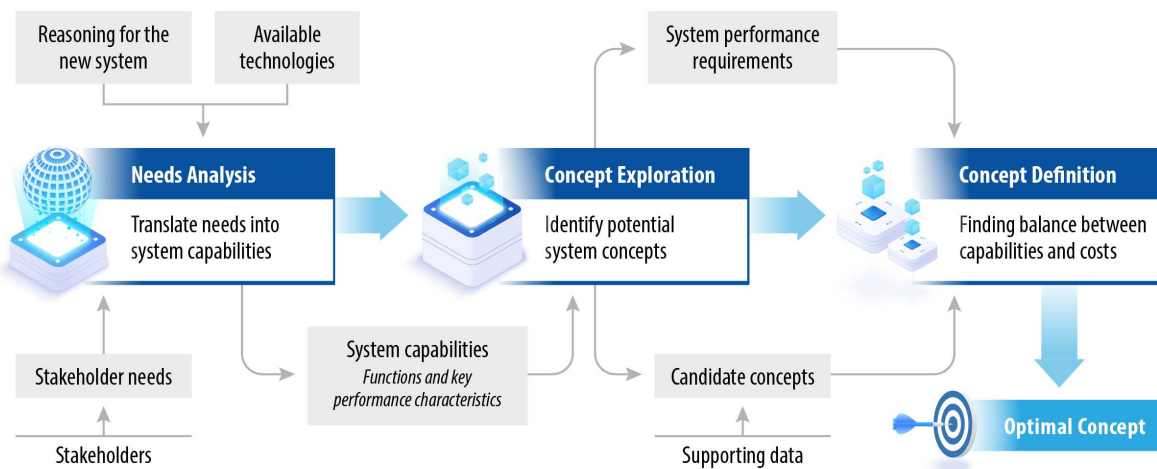 Reasoning for the
new system
Available
technologies
System performance
requirements
Needs Analysis
Translate needs into
system capabilities
Concept Exploration
Identify potential
system concepts
Concept Definition
Finding balance between
capabilities and costs
Stakeholder needs
Stakeholders
System capabilities
Functions and key
performance characteristics
Candidate concepts
Supporting data
Optimal Concept